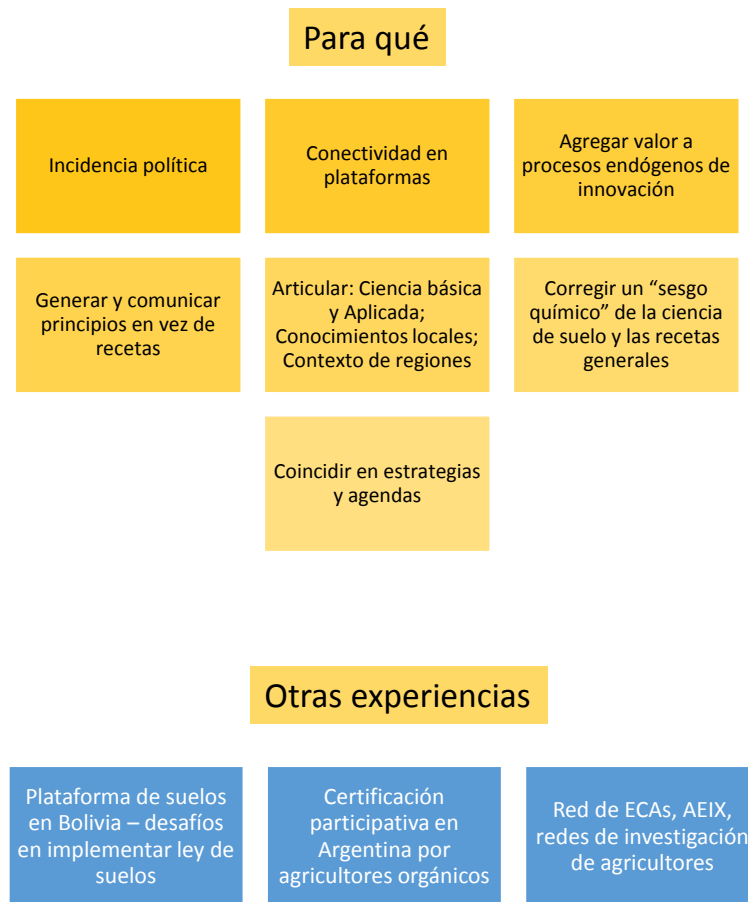 Para qué
Incidencia política
Conectividad en
plataformas
Agregar valor a
procesos endógenos de
innovación
Generar y comunicar
principios en vez de
recetas
Articular: Ciencia básica
y Aplicada;
Conocimientos locales;
Contexto de regiones
Corregir un “sesgo
químico” de la ciencia
de suelo y las recetas
generales
Coincidir en estrategias
y agendas
Otras experiencias
Plataforma de suelos
en Bolivia – desafíos
en implementar ley de
suelos
Certificación
participativa en
Argentina por
agricultores orgánicos
Red de ECAs, AEIX,
redes de investigación
de agricultores